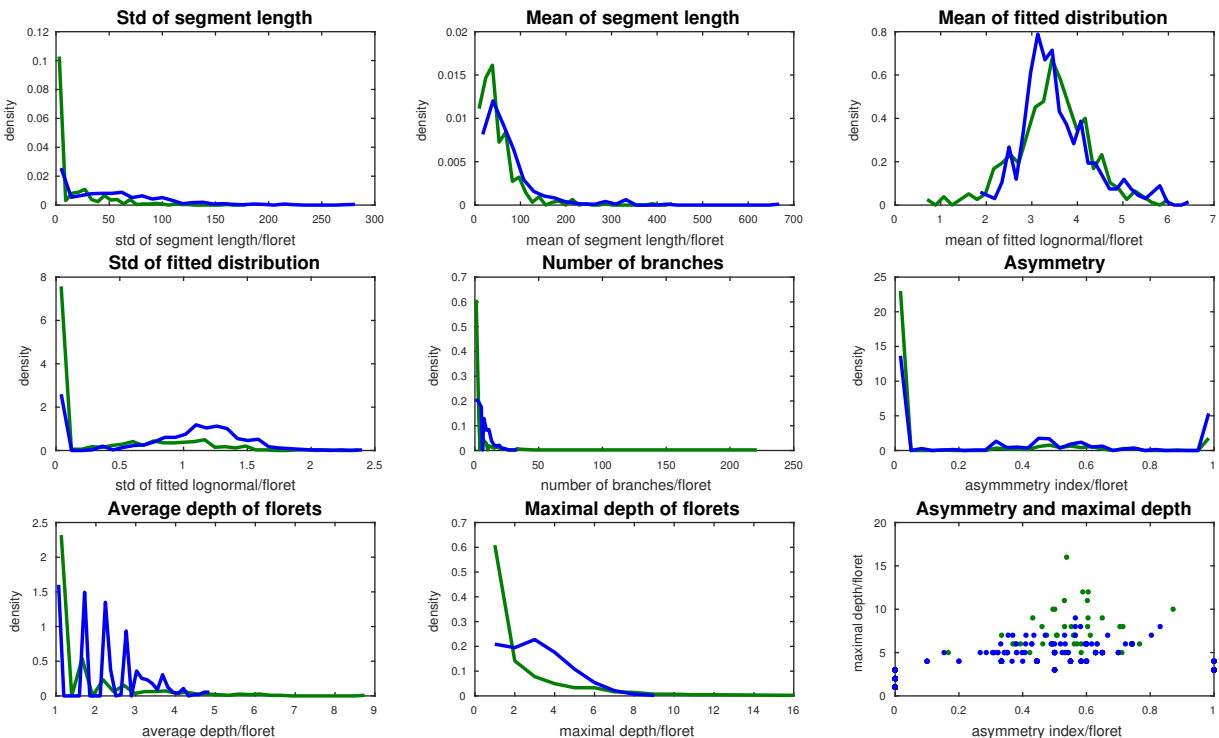 Std of segment length
0.12
0.1
0.08
0.06
0.04
0.02
0
density
0 50 100 150 200 250 300
std of segment length/floret
Mean of segment length
0.02
0.015
0.01
0.005
0
density
0 100 200 300 400 500 600 700
mean of segment length/floret
Mean of fitted distribution
0.8
0.6
0.4
0.2
0
density
0 1 2 3 4 5 6 7
mean of fitted lognormal/floret
Std of fitted distribution
8
6
4
2
0
density
0 0.5 1 1.5 2 2.5
std of fitted lognormal/floret
Number of branches
0.7
0.6
0.5
0.4
0.3
0.2
0.1
0
density
0 50 100 150 200 250
number of branches/floret
Asymmetry
25
20
15
10
5
0
density
0 0.2 0.4 0.6 0.8 1
asymmmetry index/floret
Average depth of florets
2.5
2
1.5
1
0.5
0
density
1 2 3 4 5 6 7 8 9
average depth/floret
Maximal depth of florets
0.7
0.6
0.5
0.4
0.3
0.2
0.1
0
density
0 2 4 6 8 10 12 14 16
maximal depth/floret
Asymmetry and maximal depth
20
15
10
5
0
maximal depth/floret
0 0.2 0.4 0.6 0.8 1
asymmetry index/floret